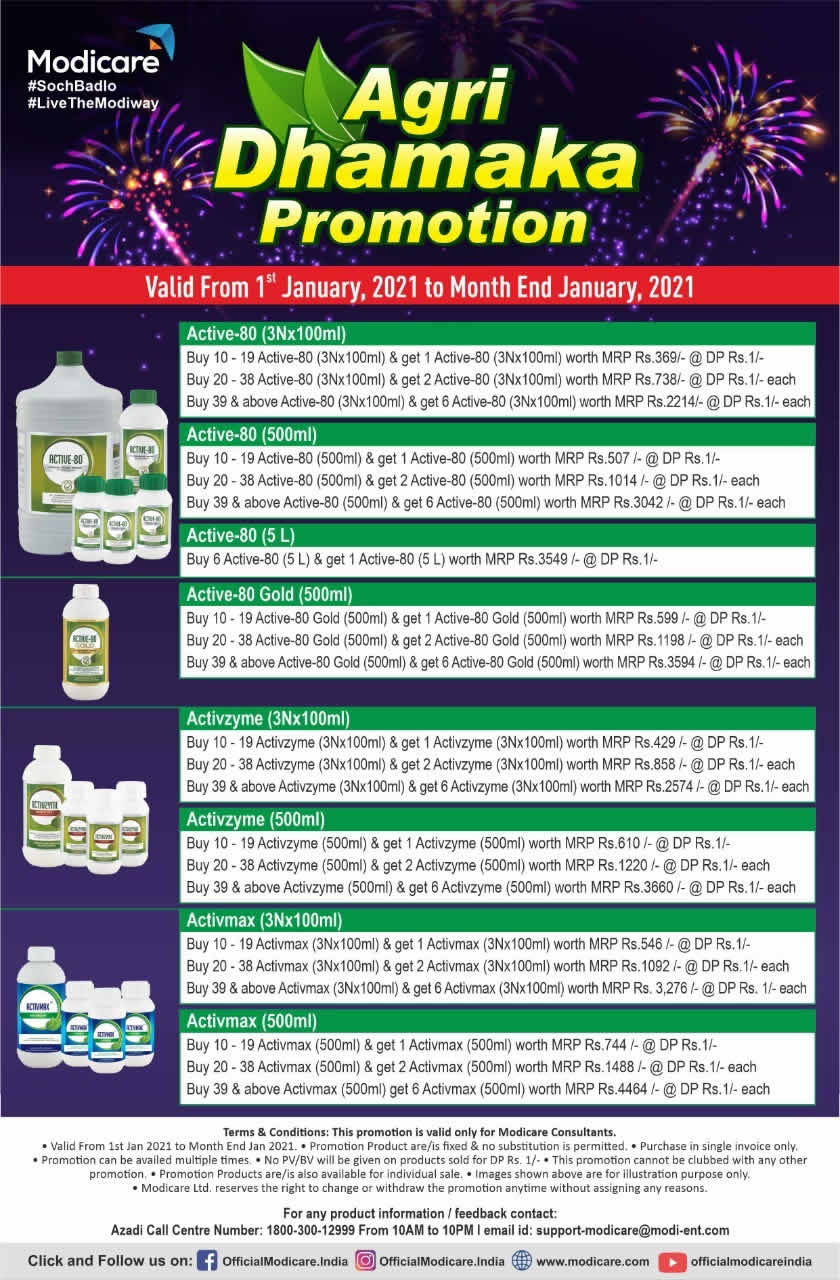 Modicare
#SochBadlo
#LiveTheModiway
Agri
Dhamaka
Promotion
Valid From 1st January, 2021 to Month End January, 2021
Active-80 (3Nx100ml)
Buy 10 - 19 Active-80 (3Nx100ml) & get 1 Active-80 (3Nx100ml) worth MRP Rs.369/- @ DP Rs.1/-
Buy 20 - 38 Active-80 (3Nx100ml) & get 2 Active-80 (3Nx100ml) worth MRP Rs.738/- @ DP Rs.1/- each
Buy 39 & above Active-80 (3Nx100ml) & get 6 Active-80 (3Nx100ml) worth MRP Rs.2214/- @ DP Rs.1/- each
Active-80 (500ml)
Buy 10 - 19 Active-80 (500ml) & get 1 Active-80 (500ml) worth MRP Rs.507 /- @ DP Rs.1/-
Buy 20 - 38 Active-80 (500ml) & get 2 Active-80 (500ml) worth MRP Rs.1014 /- @ DP Rs.1/- each
Buy 39 & above Active-80 (500ml) & get 6 Active-80 (500ml) worth MRP Rs.3042 /- @ DP Rs.1/- each
Active-80 (5 L)
Buy 6 Active-80 (5 L) & get 1 Active-80 (5 L) worth MRP Rs.3549 /- @ DP Rs.1/-
ACTIVE-80
ACTIVE-80
ACTIVE-80
ACTIVE-80
ACTIVE-80
Active-80 Gold (500ml)
Buy 10 - 19 Active-80 Gold (500ml) & get 1 Active-80 Gold (500ml) worth MRP Rs.599 /- @ DP Rs.1/-
Buy 20 - 38 Active-80 Gold (500ml) & get 2 Active-80 Gold (500ml) worth MRP Rs.1198 /- @ DP Rs.1/- each
Buy 39 & above Active-80 Gold (500ml) & get 6 Active-80 Gold (500ml) worth MRP Rs.3594 /- @ DP Rs.1/- each
ACTIVE-80
GOLD
Activzyme (3Nx100ml)
Buy 10 - 19 Activzyme (3Nx100ml) & get 1 Activzyme (3Nx100ml) worth MRP Rs.429 /- @ DP Rs.1/-
Buy 20 - 38 Activzyme (3Nx100ml) & get 2 Activzyme (3Nx100ml) worth MRP Rs.858 /- @ DP Rs.1/- each
Buy 39 & above Activzyme (3Nx100ml) & get 6 Activzyme (3Nx100ml) worth MRP Rs.2574 /- @ DP Rs.1/- each
Activzyme (500ml)
Buy 10 - 19 Activzyme (500ml) & get 1 Activzyme (500ml) worth MRP Rs.610 /- @ DP Rs.1/-
Buy 20 - 38 Activzyme (500ml) & get 2 Activzyme (500ml) worth MRP Rs.1220 /- @ DP Rs.1/- each
Buy 39 & above Activzyme (500ml) & get 6 Activzyme (500ml) worth MRP Rs.3660 /- @ DP Rs.1/- each
ACTIVZYME
ACTIVZYME
ACTIVZYME
ACTIVZYME
Activmax (3Nx100ml)
Buy 10 - 19 Activmax (3Nx100ml) & get 1 Activmax (3Nx100ml) worth MRP Rs.546 /- @ DP Rs.1/-
Buy 20 - 38 Activmax (3Nx100ml) & get 2 Activmax (3Nx100ml) worth MRP Rs.1092 /- @ DP Rs.1/- each
Buy 39 & above Activmax (3Nx100ml) & get 6 Activmax (3Nx100ml) worth MRP Rs. 3,276 /- @ DP Rs. 1/- each
Activmax (500ml)
Buy 10 - 19 Activmax (500ml) & get 1 Activmax (500ml) worth MRP Rs.744 /- @ DP Rs.1/-
Buy 20 - 38 Activmax (500ml) & get 2 Activmax (500ml) worth MRP Rs.1488 /- @ DP Rs.1/- each
Buy 39 & above Activmax (500ml) get 6 Activmax (500ml) worth MRP Rs.4464 /- @ DP Rs.1/- each
ACTIVMAX
ACTIVMAX
ACTIVMAX
ACTIVMAX
Terms & Conditions: This promotion is valid only for Modicare Consultants.
• Valid From 1st Jan 2021 to Month End Jan 2021. • Promotion Product are/is fixed & no substitution is permitted. • Purchase in single invoice only.
• Promotion can be availed multiple times. • No PV/BV will be given on products sold for DP Rs. 1/- • This promotion cannot be clubbed with any other
promotion. • Promotion Products are/is also available for individual sale. • Images shown above are for illustration purpose only.
• Modicare Ltd. reserves the right to change or withdraw the promotion anytime without assigning any reasons.
For any product information / feedback contact:
Azadi Call Centre Number: 1800-300-12999 From 10AM to 10PM I email id: support-modicare@modi-ent.com
Click and Follow us on: OfficialModicare.India OfficialModicare.India www.modicare.com officialmodicareindia